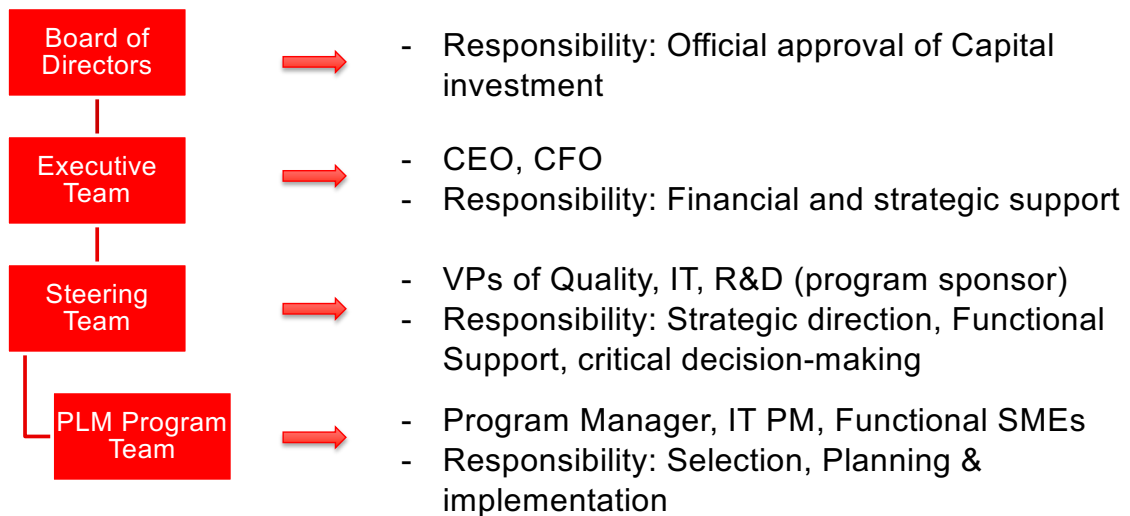 Board of
Directors
- Responsibility: Official approval of Capital
investment
Executive
Team
- CEO, CFO
- Responsibility: Financial and strategic support
Steering
Team
- VPs of Quality, IT, R&D (program sponsor)
- Responsibility: Strategic direction, Functional
Support, critical decision-making
PLM Program
Team
- Program Manager, IT PM, Functional SMEs
- Responsibility: Selection, Planning &
implementation